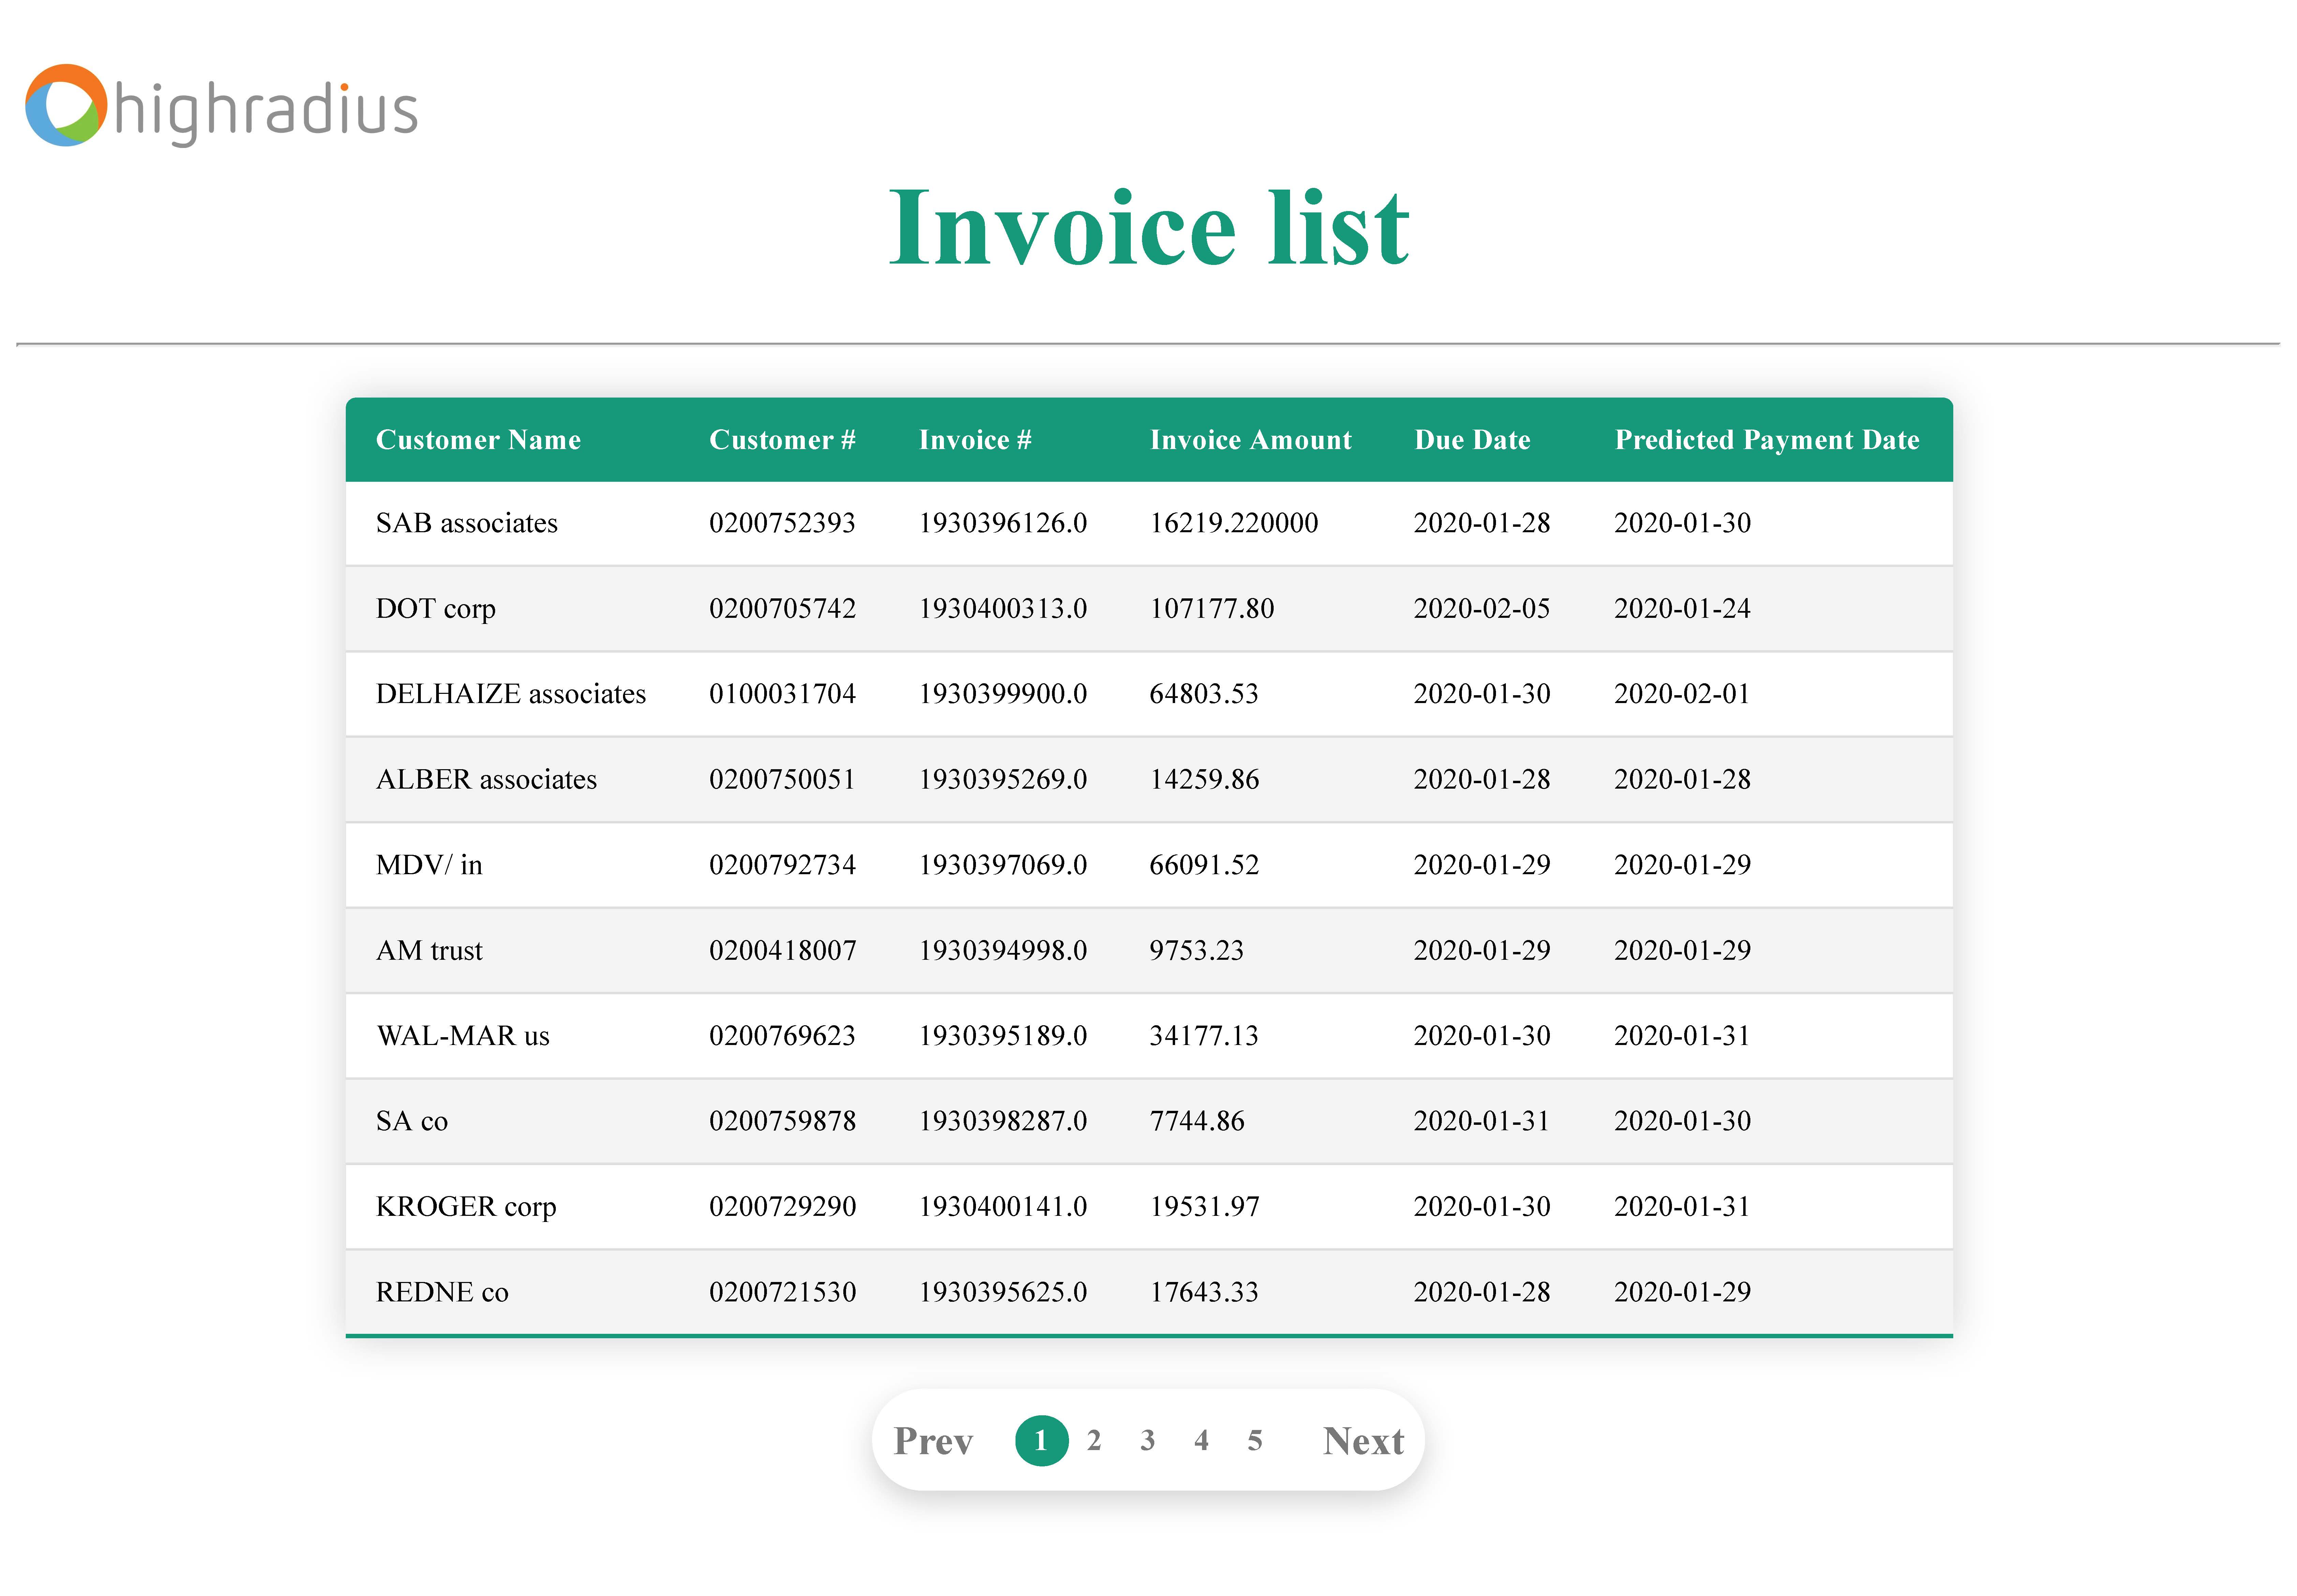 highradius
Invoice list
Customer Name Customer # Invoice # Invoice Amount Due Date Predicted Payment Date
SAB associates 0200752393 1930396126.0 16219.220000 2020-01-28 2020-01-30
DOT corp 0200705742 1930400313.0 107177.80 2020-02-05 2020-01-24
DELHAIZE associates 0100031704 1930399900.0 64803.53 2020-01-30 2020-02-01
ALBER associates 0200750051 1930395269.0 14259.86 2020-01-28 2020-01-28
MDV/ in 0200792734 1930397069.0 66091.52 2020-01-29 2020-01-29
AM trust 0200418007 1930394998.0 9753.23 2020-01-29 2020-01-29
WAL-MAR us 0200769623 1930395189.0 34177.13 2020-01-30 2020-01-31
SA co 0200759878 1930398287.0 7744.86 2020-01-31 2020-01-30
KROGER corp 0200729290 1930400141.0 19531.97 2020-01-30 2020-01-31
REDNE co 0200721530 1930395625.0 17643.33 2020-01-28 2020-01-29
Prev 1 2 3 4 5 Next